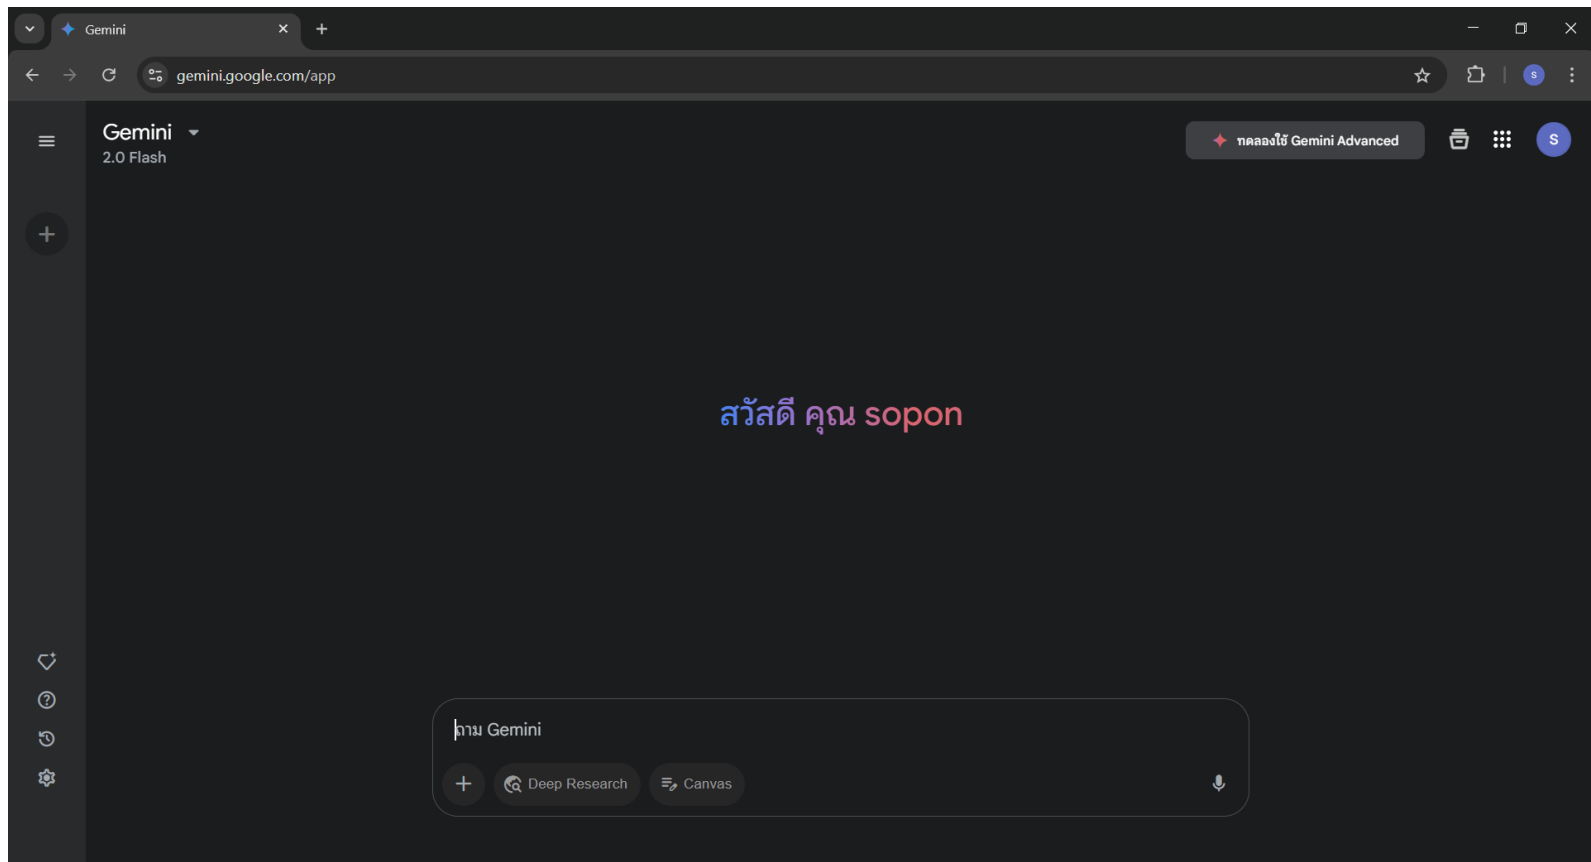 Gemini
gemini.google.com/app
S
Gemini
2.0 Flash
ทดลองใช้ Gemini Advanced
S
สวัสดี คุณ sopon
ถาม Gemini
Deep Research
Canvas